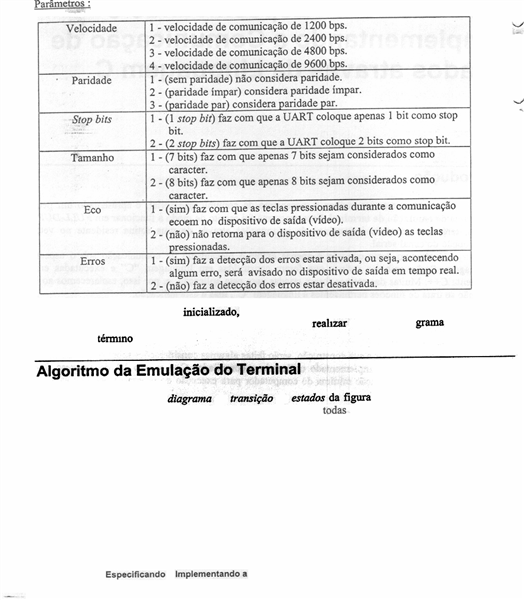 Parâmetros :
Velocidade
1 - velocidade de comunicação de 1200 bps.
2 - velocidade de comunicação de 2400 bps.
3 - velocidade de comunicação de 4800 bps.
4 - velocidade de comunicação de 9600 bps.
Paridade
1 - (sem paridade) não considera paridade.
2 - (paridade ímpar) considera paridade ímpar.
3 - (paridade par) considera paridade par.
Stop bits
1 - (1 stop bit) faz com que a UART coloque apenas 1 bit como stop
bit.
2 - (2 stop bits) faz com que a UART coloque 2 bits como stop bit.
Tamanho
1 - (7 bits) faz com que apenas 7 bits sejam considerados como
caracter.
2 - (8 bits) faz com que apenas 8 bits sejam considerados como
caracter.
Eco
1 - (sim) faz com que as teclas pressionadas durante a comunicação
ecoem no dispositivo de saída (vídeo).
2 - (não) não retorna para o dispositivo de saída (vídeo) as teclas
pressionadas.
Erros
1 - (sim) faz a detecção dos erros estar ativada, ou seja, acontecendo
algum erro, será avisado no dispositivo de saída em tempo real.
2 - (não) faz a detecção dos erros estar desativada.
inicializado,
realizar grama
término
Algoritmo da Emulação do Terminal
diagrama transição estados da figura
todas
Especificando Implementando a